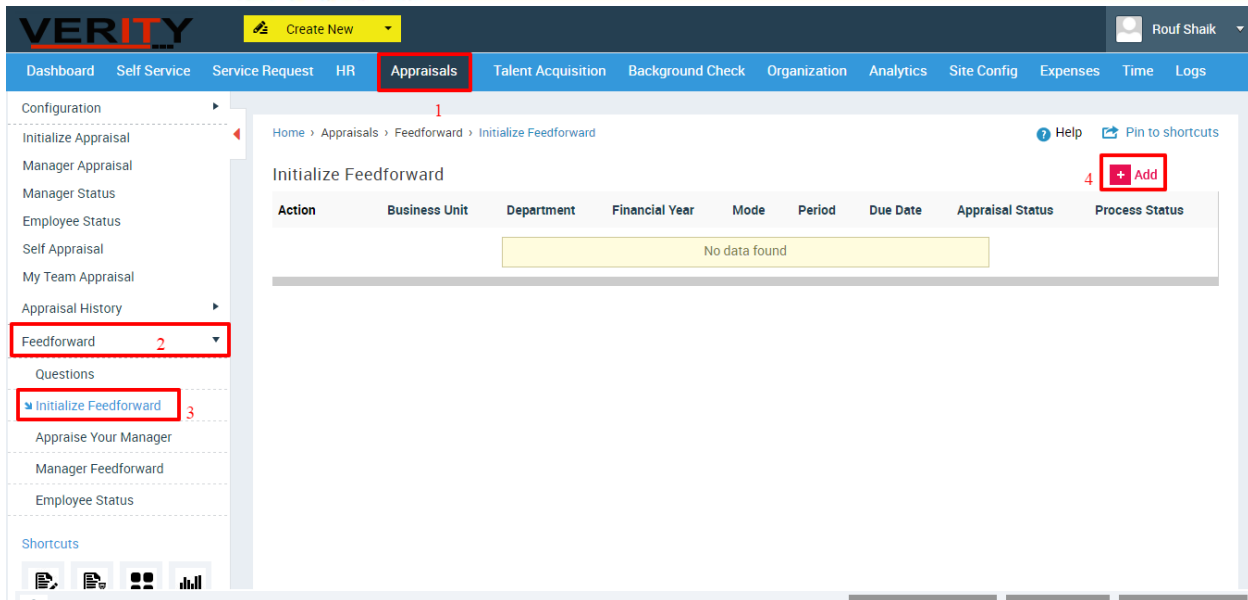 VERITY
Create New
Rouf Shaik
Dashboard Self Service Service Request HR Appraisals Talent Acquisition Background Check Organization Analytics Site Config Expenses Time Logs
1
Configuration
Initialize Appraisal
Manager Appraisal
Manager Status
Employee Status
Self Appraisal
My Team Appraisal
Appraisal History
Feedforward 2
Questions
Initialize Feedforward 3
Appraise Your Manager
Manager Feedforward
Employee Status
Shortcuts
Home › Appraisals › Feedforward › Initialize Feedforward
? Help Pin to shortcuts
Initialize Feedforward
4 + Add
Action Business Unit Department Financial Year Mode Period Due Date Appraisal Status Process Status
No data found